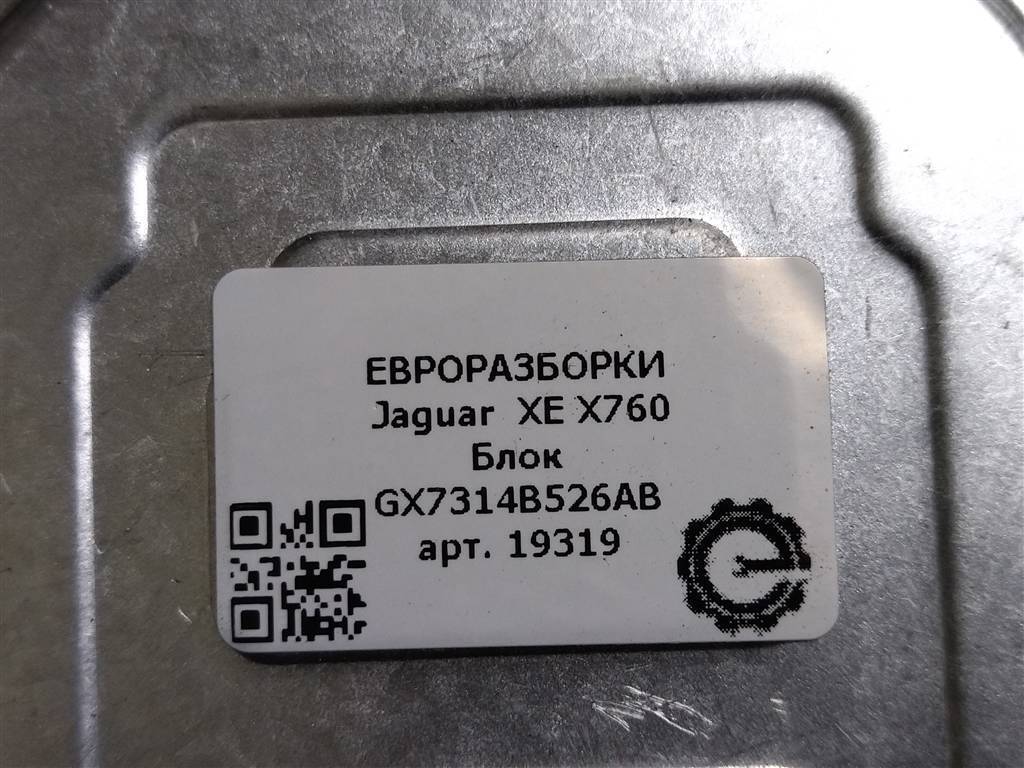 ЕВРОРАЗБОРКИ
Jaguar XE X760
Блок
GX7314B526AB
арт. 19319